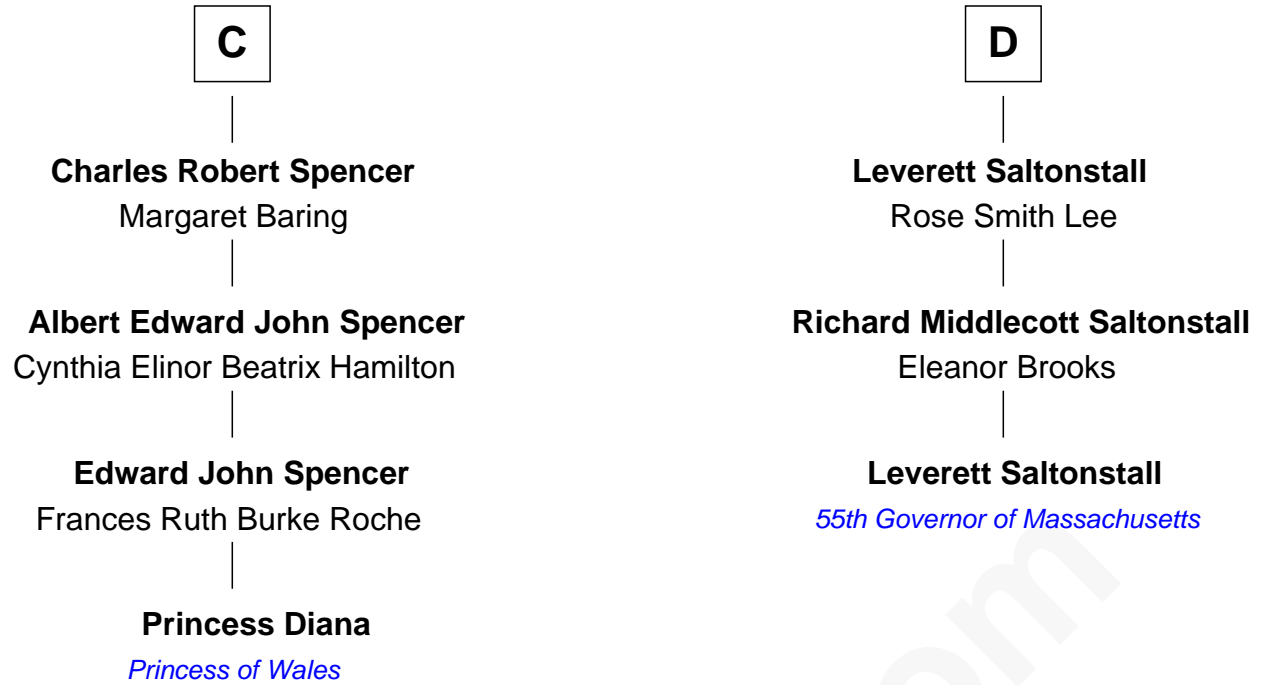 C
Charles Robert Spencer
Margaret Baring
Albert Edward John Spencer
Cynthia Elinor Beatrix Hamilton
Edward John Spencer
Frances Ruth Burke Roche
Princess Diana
Princess of Wales
D
Leverett Saltonstall
Rose Smith Lee
Richard Middlecott Saltonstall
Eleanor Brooks
Leverett Saltonstall
55th Governor of Massachusetts
om